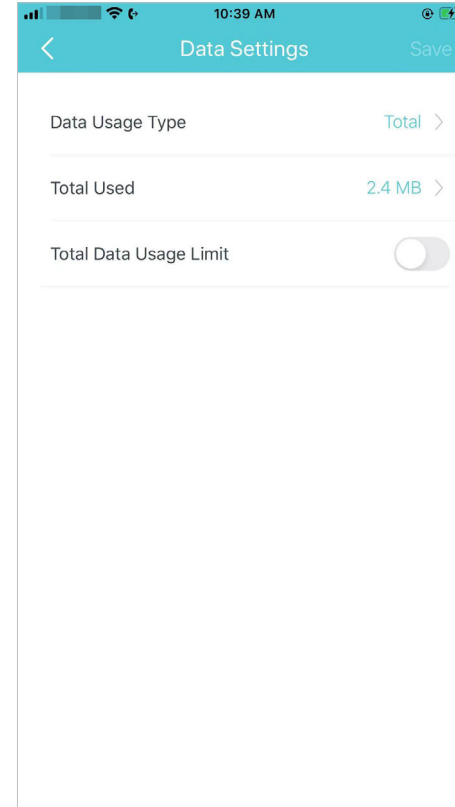 10:39 AM
Data Settings
Save
Data Usage Type
Total
Total Used
2.4 MB
Total Data Usage Limit